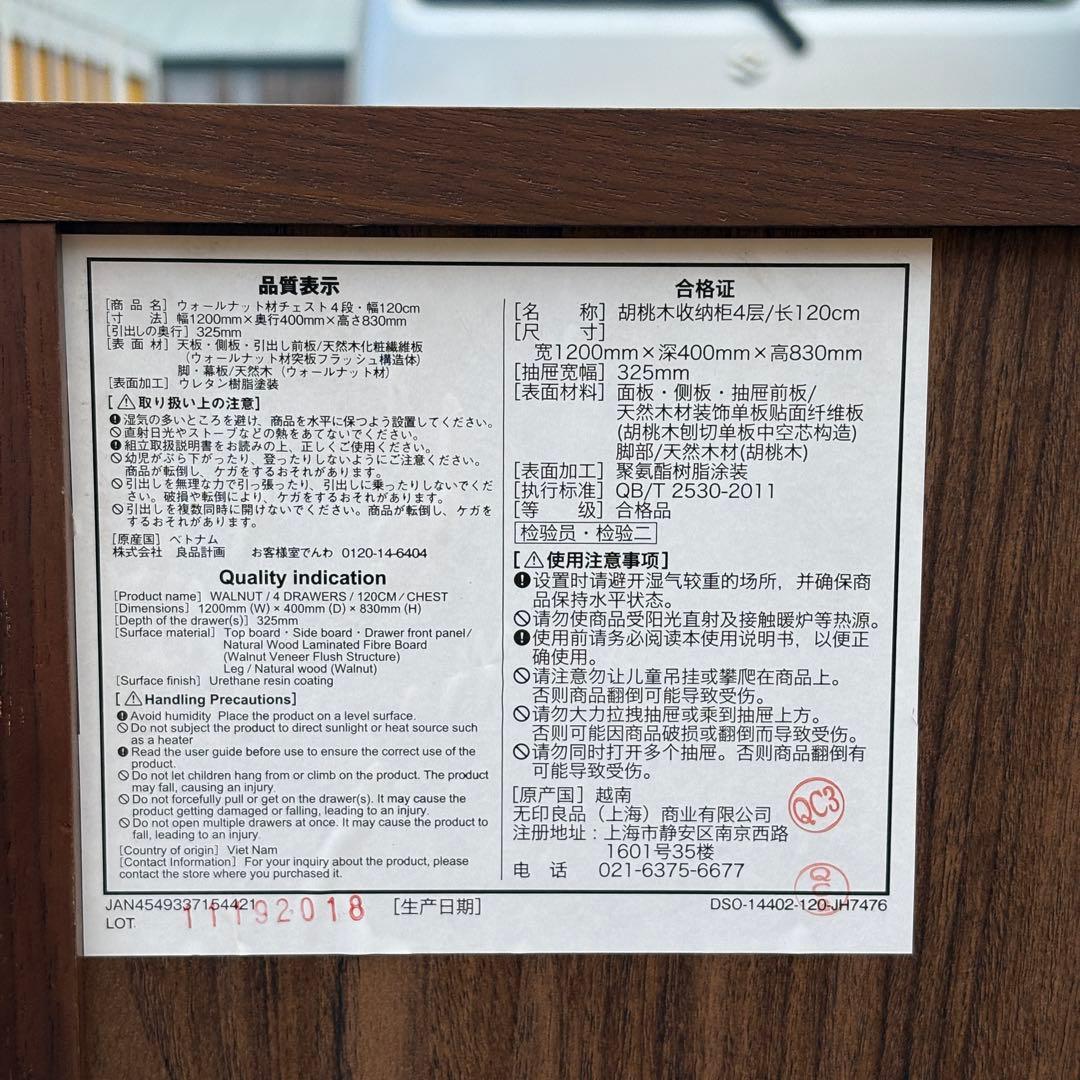 品質表示
[商 品 名] ウォールナット材チェスト4段・幅120cm
[寸 法] 幅1200mm×奥行400mm×高さ830mm
[引出しの奥行] 325mm
[表 面 材] 天板・側板・引出し前板/天然木化粧繊維板
(ウォールナット材突板フラッシュ構造体)
脚・幕板/天然木(ウォールナット材)
[表面加工] ウレタン樹脂塗装
[⚠取り扱い上の注意]
湿気の多いところを避け、商品を水平に保つよう設置してください。
直射日光やストーブなどの熱をあてないでください。
組立取扱説明書をお読みの上、正しくご使用ください。
幼児がぶら下がったり、登ったりしないようにご注意ください。
商品が転倒し、ケガをするおそれがあります。
引出しを無理な力で引っ張ったり、引出しに乗ったりしないでくだ
さい。破損や転倒により、ケガをするおそれがあります。
引出しを複数同時に開けないでください。商品が転倒し、ケガを
するおそれがあります。
[原産国] ベトナム
株式会社 良品計画 お客様室でんわ 0120-14-6404
Quality indication
[Product name] WALNUT / 4 DRAWERS / 120CM / CHEST
[Dimensions] 1200mm (W) × 400mm (D) × 830mm (H)
[Depth of the drawer(s)] 325mm
[Surface material] Top board・Side board・Drawer front panel/
Natural Wood Laminated Fibre Board
(Walnut Veneer Flush Structure)
Leg / Natural wood (Walnut)
[Surface finish] Urethane resin coating
[⚠Handling Precautions]
Avoid humidity Place the product on a level surface.
Do not subject the product to direct sunlight or heat source such
as a heater
Read the user guide before use to ensure the correct use of the
product.
Do not let children hang from or climb on the product. The product
may fall, causing an injury.
Do not forcefully pull or get on the drawer(s). It may cause the
product getting damaged or falling, leading to an injury.
Do not open multiple drawers at once. It may cause the product to
fall, leading to an injury.
[Country of origin] Viet Nam
[Contact Information] For your inquiry about the product, please
contact the store where you purchased it.
合格证
[名 称] 胡桃木收纳柜4层/长120cm
[尺 寸]
宽1200mm×深400mm×高830mm
[抽屉宽幅] 325mm
[表面材料] 面板・侧板・抽屉前板/
天然木材装饰单板贴面纤维板
(胡桃木刨切单板中空芯构造)
脚部/天然木材(胡桃木)
[表面加工] 聚氨酯树脂涂装
[执行标准] QB/T 2530-2011
[等 级] 合格品
检验员・检验二
[⚠使用注意事项]
设置时请避开湿气较重的场所，并确保商
品保持水平状态。
请勿使商品受阳光直射及接触暖炉等热源。
使用前请务必阅读本使用说明书，以便正
确使用。
请注意勿让儿童吊挂或攀爬在商品上。
否则商品翻倒可能导致受伤。
请勿大力拉拽抽屉或乘到抽屉上方。
否则可能因商品破损或翻倒而导致受伤。
请勿同时打开多个抽屉。否则商品翻倒有
可能导致受伤。
[原产国] 越南
无印良品（上海）商业有限公司
注册地址：上海市静安区南京西路
1601号35楼
电 话 021-6375-6677
QC3
JAN4549337154421
LOT 11192018 [生产日期]
DSO-14402-120-JH7476